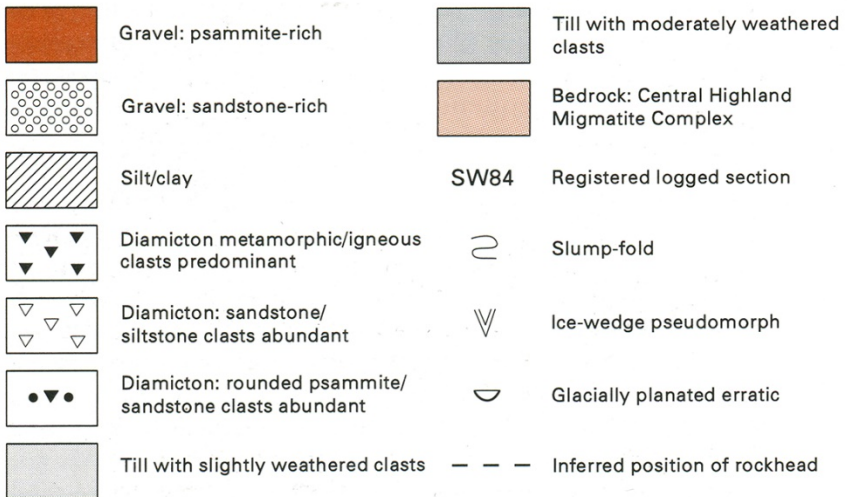 Gravel: psammite-rich
Gravel: sandstone-rich
Silt/clay
Diamicton metamorphic/igneous
clasts predominant
Diamicton: sandstone/
siltstone clasts abundant
Diamicton: rounded psammite/
sandstone clasts abundant
Till with slightly weathered clasts
Till with moderately weathered
clasts
Bedrock: Central Highland
Migmatite Complex
SW84 Registered logged section
Slump-fold
Ice-wedge pseudomorph
Glacially planated erratic
Inferred position of rockhead